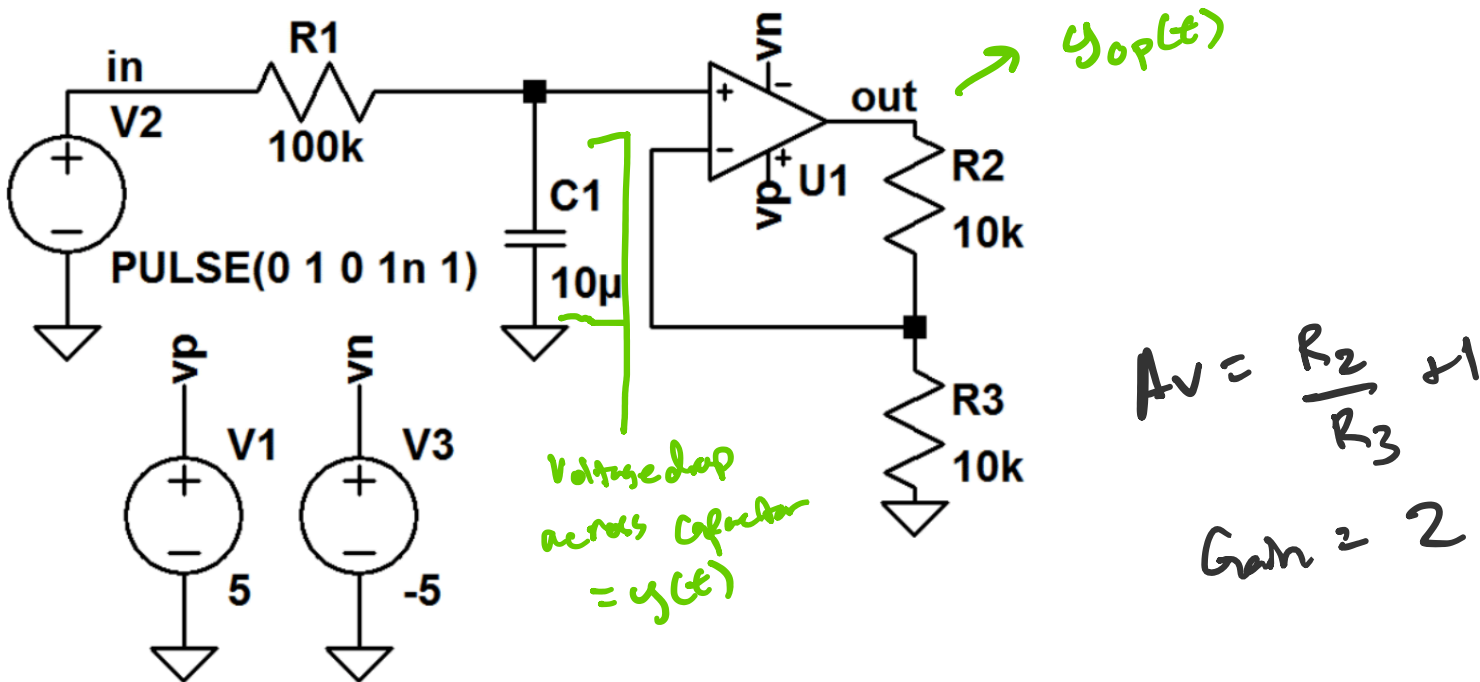 R1
in
V2
100k
vn
+
-
out
+
−
vp
+
U1
y_op(t)
R2
10k
C1
10µ
+
−
PULSE(0 1 0 1n 1)
R3
10k
Av = R2/R3 + 1
Gain = 2
Voltage drop
across capacitor
= y(t)
vp
V1
+
−
5
vn
V3
+
−
-5